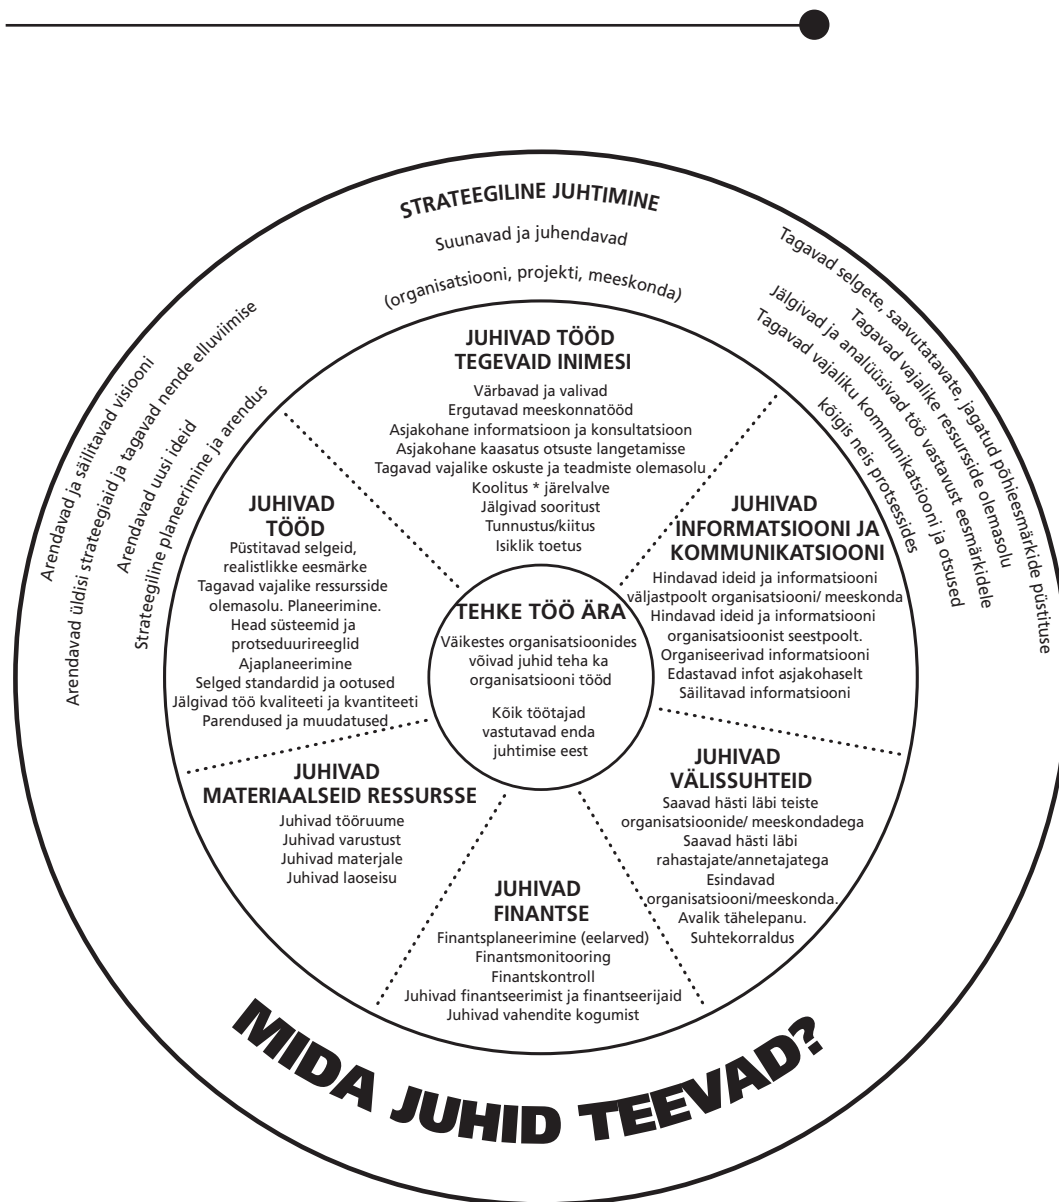 STRATEEGILINE JUHTIMINE
Suunavad ja juhendavad
(organisatsiooni, projekti, meeskonda)
Arendavad ja säilitavad visiooni
Arendavad üldisi strateegiaid ja tagavad nende elluviimise
Arendavad uusi ideid
Strateegiline planeerimine ja arendus
Tagavad selgete, saavutatavate, jagatud põhieesmärkide püstituse
Tagavad vajalike ressursside olemasolu
Jälgivad ja analüüsivad töö vastavust eesmärkidele
Tagavad vajaliku kommunikatsiooni ja otsused
kõigis neis protsessides
JUHIVAD TÖÖD
TEGEVAID INIMESI
Värbavad ja valivad
Ergutavad meeskonnatööd
Asjakohane informatsioon ja konsultatsioon
Asjakohane kaasatus otsuste langetamisse
Tagavad vajalike oskuste ja teadmiste olemasolu
Koolitus * järelvalve
Jälgivad sooritust
Tunnustus/kiitus
Isiklik toetus
JUHIVAD
TÖÖD
Püstitavad selgeid,
realistlikke eesmärke
Tagavad vajalike ressursside
olemasolu. Planeerimine.
Head süsteemid ja
protseduurireeglid
Ajaplaneerimine
Selged standardid ja ootused
Jälgivad töö kvaliteeti ja kvantiteeti
Parendused ja muudatused
JUHIVAD
INFORMATSIOONI JA
KOMMUNIKATSIOONI
Hindavad ideid ja informatsiooni
väljastpoolt organisatsiooni/ meeskonda
Hindavad ideid ja informatsiooni
organisatsioonist seestpoolt.
Organiseerivad informatsiooni
Edastavad infot asjakohaselt
Säilitavad informatsiooni
TEHKE TÖÖ ÄRA
Väikestes organisatsioonides
võivad juhid teha ka
organisatsiooni tööd
Kõik töötajad
vastutavad enda
juhtimise eest
JUHIVAD
MATERIAALSEID RESSURSSE
Juhivad tööruume
Juhivad varustust
Juhivad materjale
Juhivad laoseisu
JUHIVAD
VÄLISSUHTEID
Saavad hästi läbi teiste
organisatsioonide/ meeskondadega
Saavad hästi läbi
rahastajate/annetajatega
Esindavad
organisatsiooni/meeskonda.
Avalik tähelepanu.
Suhtekorraldus
JUHIVAD
FINANTSE
Finantsplaneerimine (eelarved)
Finantsmonitooring
Finantskontroll
Juhivad finantseerimist ja finantseerijaid
Juhivad vahendite kogumist
MIDA JUHID TEEVAD?